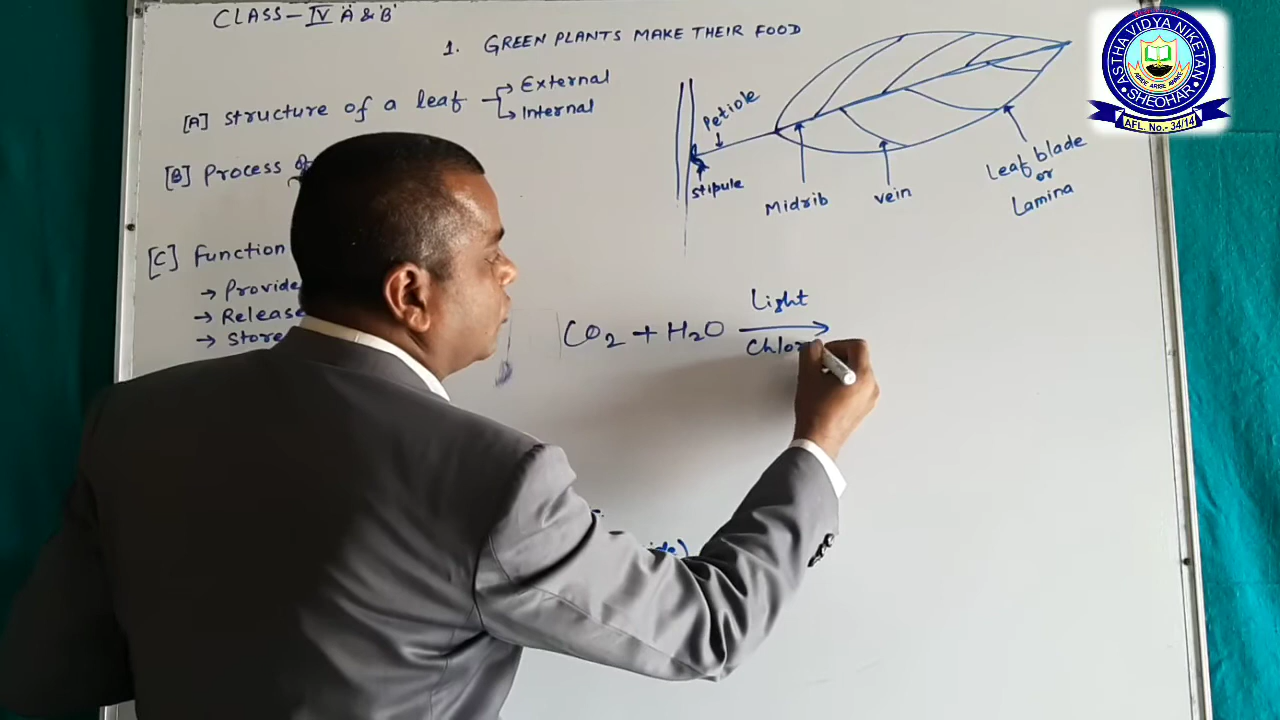 CLASS-IV 'A' & 'B'
1. GREEN PLANTS MAKE THEIR FOOD
[A] Structure of a leaf → External
→ Internal
[B] Process of
[C] Function
→ Provide
→ Release
→ Store
Petiole
Stipule
Midrib
Vein
Leaf blade
or
Lamina
Light
CO2 + H2O →
Chlor
ASTHA VIDYA NIKETAN
SHEOHAR
AFL. No.- 34/14